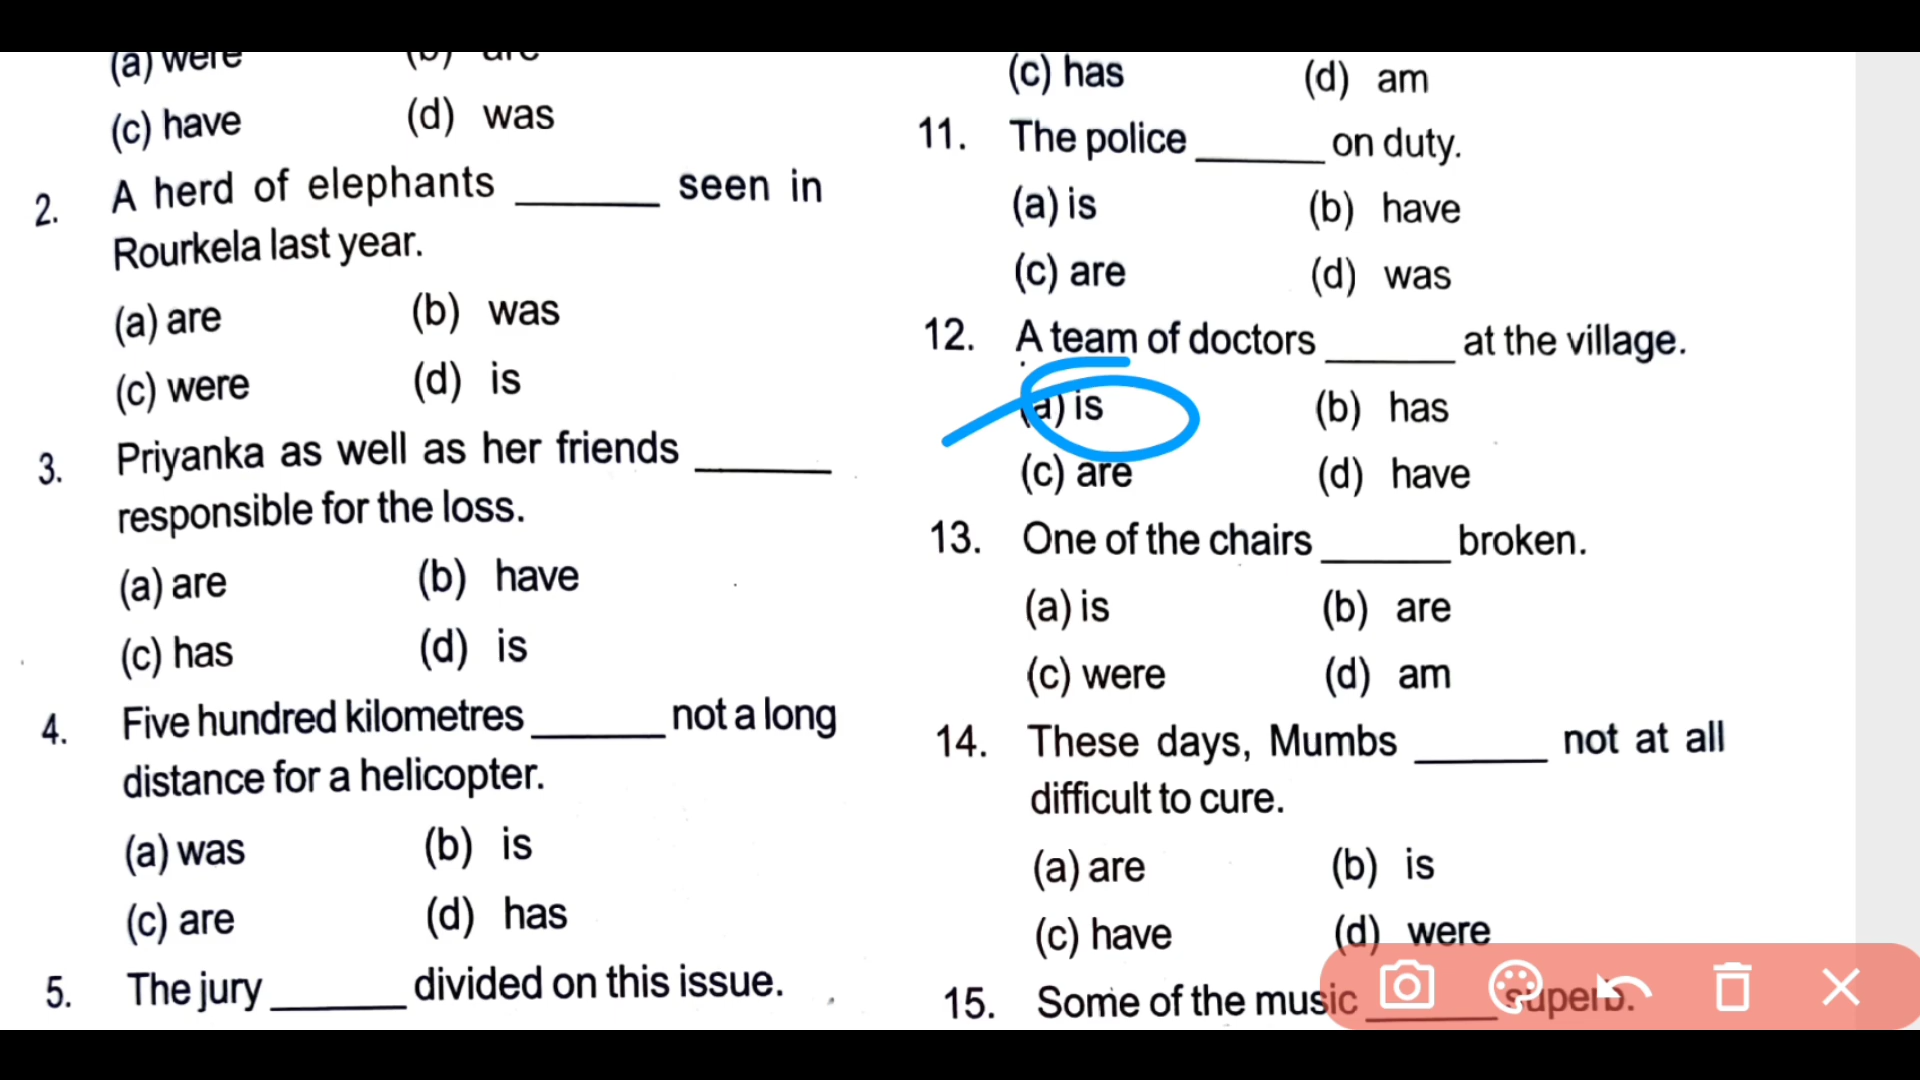 (a) were (b) are
(c) have (d) was
2. A herd of elephants ______ seen in
Rourkela last year.
(a) are (b) was
(c) were (d) is
3. Priyanka as well as her friends ______
responsible for the loss.
(a) are (b) have
(c) has (d) is
4. Five hundred kilometres ______ not a long
distance for a helicopter.
(a) was (b) is
(c) are (d) has
5. The jury ______ divided on this issue.
(c) has (d) am
11. The police ______ on duty.
(a) is (b) have
(c) are (d) was
12. A team of doctors ______ at the village.
(a) is (b) has
(c) are (d) have
13. One of the chairs ______ broken.
(a) is (b) are
(c) were (d) am
14. These days, Mumbs ______ not at all
difficult to cure.
(a) are (b) is
(c) have (d) were
15. Some of the music ______ superb.